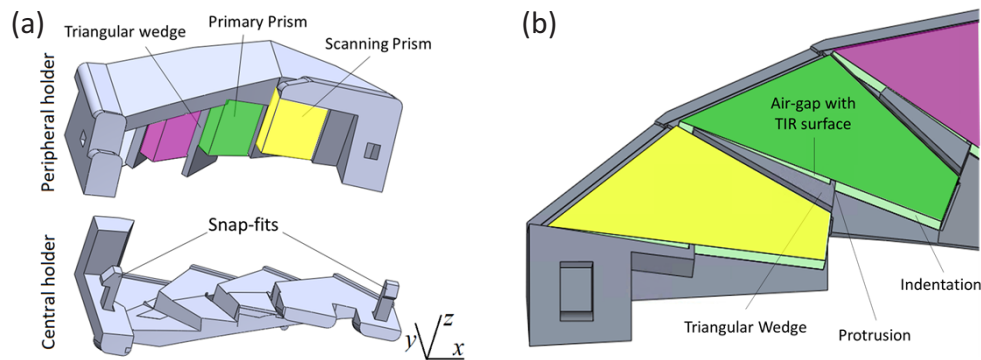 (a)
Peripheral holder
Triangular wedge
Primary Prism
Scanning Prism
Central holder
Snap-fits
y
z
x
(b)
Air-gap with
TIR surface
Indentation
Triangular Wedge
Protrusion